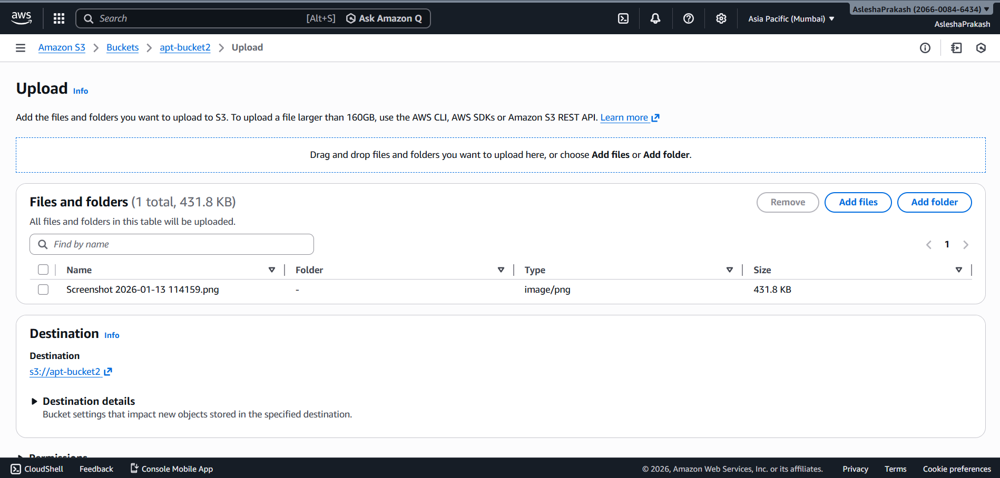 aws
Search [Alt+S] Ask Amazon Q
Asia Pacific (Mumbai)
AsleshaPrakash (2066-0084-6434)
AsleshaPrakash
Amazon S3 Buckets apt-bucket2 Upload
Upload Info
Add the files and folders you want to upload to S3. To upload a file larger than 160GB, use the AWS CLI, AWS SDKs or Amazon S3 REST API. Learn more
Drag and drop files and folders you want to upload here, or choose Add files or Add folder.
Files and folders (1 total, 431.8 KB)
Remove Add files Add folder
All files and folders in this table will be uploaded.
Find by name
1
Name Folder Type Size
Screenshot 2026-01-13 114159.png - image/png 431.8 KB
Destination Info
Destination
s3://apt-bucket2
Destination details
Bucket settings that impact new objects stored in the specified destination.
Permissions
CloudShell Feedback Console Mobile App © 2026, Amazon Web Services, Inc. or its affiliates. Privacy Terms Cookie preferences